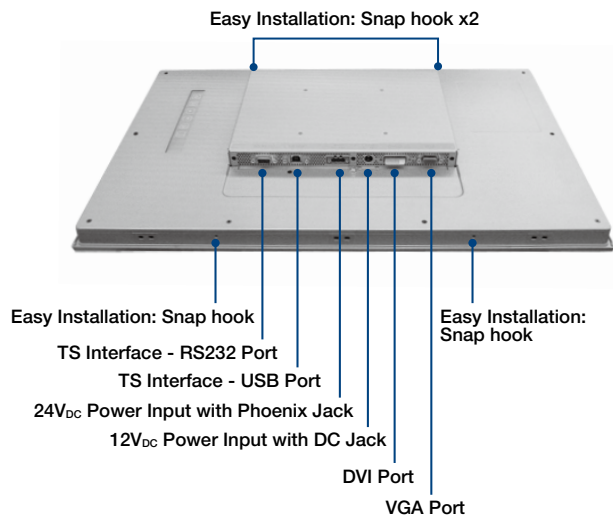 Easy Installation: Snap hook x2
Easy Installation: Snap hook
Easy Installation:
Snap hook
TS Interface - RS232 Port
TS Interface - USB Port
24VDC Power Input with Phoenix Jack
12VDC Power Input with DC Jack
DVI Port
VGA Port